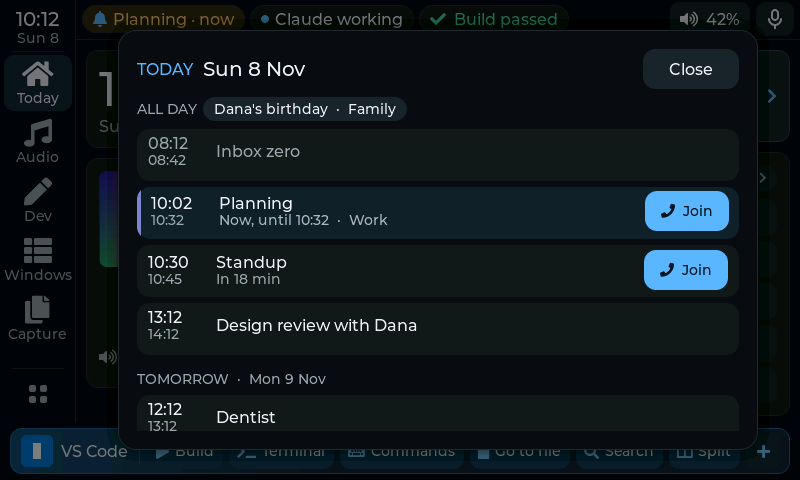 10:12
Sun 8
Planning · now
Claude working
Build passed
42%
Today
Audio
Dev
Windows
Capture
TODAY Sun 8 Nov
Close
ALL DAY Dana's birthday · Family
08:12
08:42
Inbox zero
10:02
10:32
Planning
Now, until 10:32 · Work
Join
10:30
10:45
Standup
In 18 min
Join
13:12
14:12
Design review with Dana
TOMORROW · Mon 9 Nov
12:12
13:12
Dentist
VS Code
Build
Terminal
Commands
Go to file
Search
Split